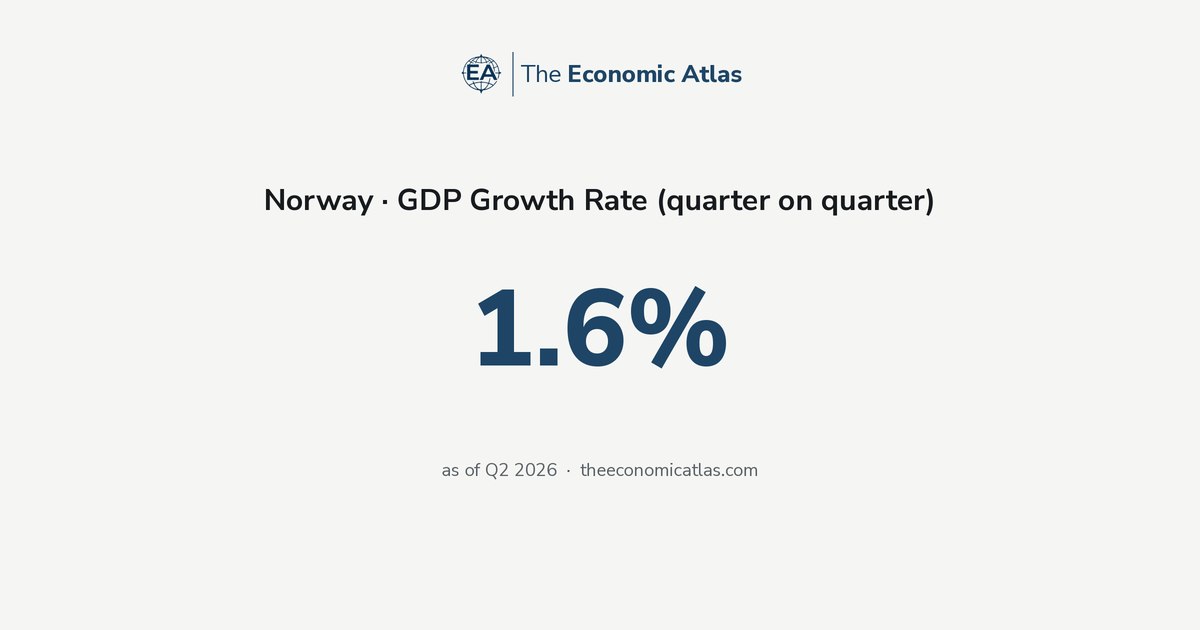 EA The Economic Atlas
Norway · GDP Growth Rate (quarter on quarter)
1.6%
as of Q2 2026 · theeconomicatlas.com